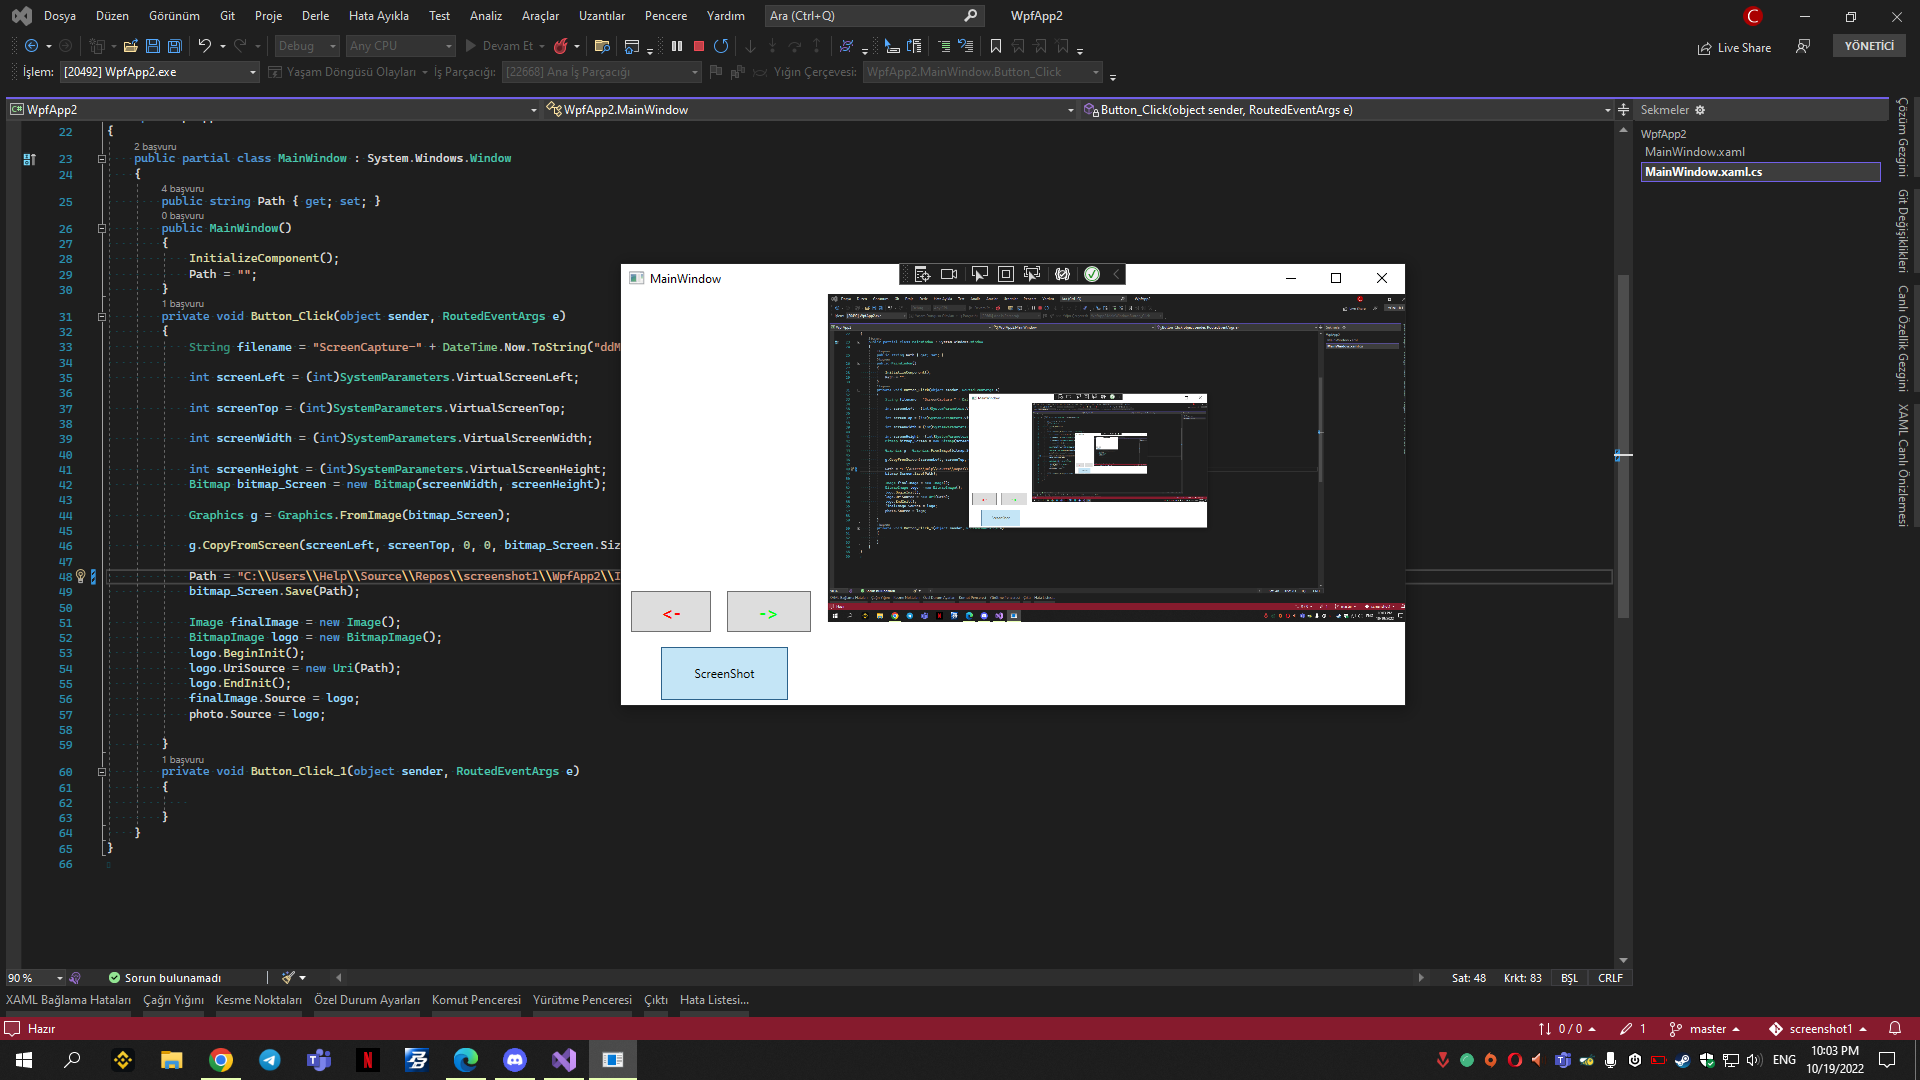 Dosya Düzen Görünüm Git Proje Derle Hata Ayıkla Test Analiz Araçlar Uzantılar Pencere Yardım Ara (Ctrl+Q) WpfApp2
Debug Any CPU Devam Et Live Share YÖNETİCİ
İşlem: [20492] WpfApp2.exe Yaşam Döngüsü Olayları İş Parçacığı: [22668] Ana İş Parçacığı Yığın Çerçevesi: WpfApp2.MainWindow.Button_Click
WpfApp2 WpfApp2.MainWindow Button_Click(object sender, RoutedEventArgs e) Sekmeler
WpfApp2
MainWindow.xaml
MainWindow.xaml.cs
Çözüm Gezgini
Git Değişiklikleri
Canlı Özellik Gezgini
XAML Canlı Önizlemesi
22 {
2 başvuru
23 public partial class MainWindow : System.Windows.Window
24 {
4 başvuru
25 public string Path { get; set; }
0 başvuru
26 public MainWindow()
27 {
28 InitializeComponent();
29 Path = "";
30 }
1 başvuru
31 private void Button_Click(object sender, RoutedEventArgs e)
32 {
33 String filename = "ScreenCapture-" + DateTime.Now.ToString("ddM
34
35 int screenLeft = (int)SystemParameters.VirtualScreenLeft;
36
37 int screenTop = (int)SystemParameters.VirtualScreenTop;
38
39 int screenWidth = (int)SystemParameters.VirtualScreenWidth;
40
41 int screenHeight = (int)SystemParameters.VirtualScreenHeight;
42 Bitmap bitmap_Screen = new Bitmap(screenWidth, screenHeight);
43
44 Graphics g = Graphics.FromImage(bitmap_Screen);
45
46 g.CopyFromScreen(screenLeft, screenTop, 0, 0, bitmap_Screen.Siz
47
48 Path = "C:\\Users\\Help\\Source\\Repos\\screenshot1\\WpfApp2\\I
49 bitmap_Screen.Save(Path);
50
51 Image finalImage = new Image();
52 BitmapImage logo = new BitmapImage();
53 logo.BeginInit();
54 logo.UriSource = new Uri(Path);
55 logo.EndInit();
56 finalImage.Source = logo;
57 photo.Source = logo;
58
59 }
1 başvuru
60 private void Button_Click_1(object sender, RoutedEventArgs e)
61 {
62
63 }
64 }
65 }
66
MainWindow
<- ->
ScreenShot
90 % Sorun bulunamadı Sat: 48 Krkt: 83 BŞL CRLF
XAML Bağlama Hataları Çağrı Yığını Kesme Noktaları Özel Durum Ayarları Komut Penceresi Yürütme Penceresi Çıktı Hata Listesi...
Hazır 0 / 0 1 master screenshot1
ENG 10:03 PM
10/19/2022